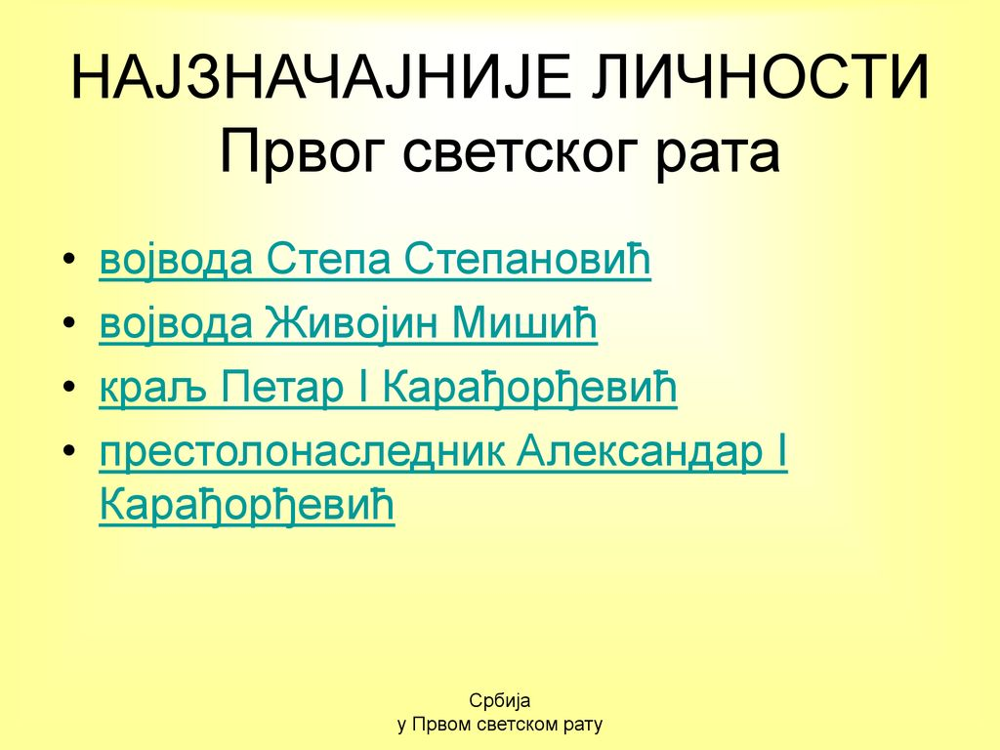 НАЈЗНАЧАЈНИЈЕ ЛИЧНОСТИ
Првог светског рата
• војвода Степа Степановић
• војвода Живојин Мишић
• краљ Петар I Карађорђевић
• престолонаследник Александар I
Карађорђевић
Србија
у Првом светском рату